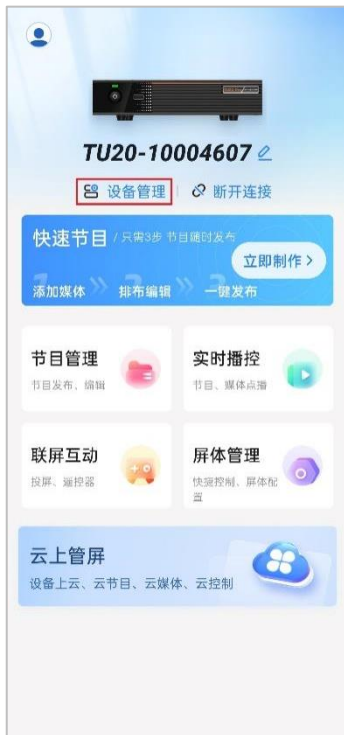 TU20-10004607
设备管理
断开连接
快速节目 / 只需3步 节目随时发布
立即制作 >
添加媒体 排布编辑 一键发布
节目管理
节目发布、编辑
实时播控
节目、媒体点播
联屏互动
投屏、遥控器
屏体管理
快捷控制、屏体配
置
云上管屏
设备上云、云节目、云媒体、云控制